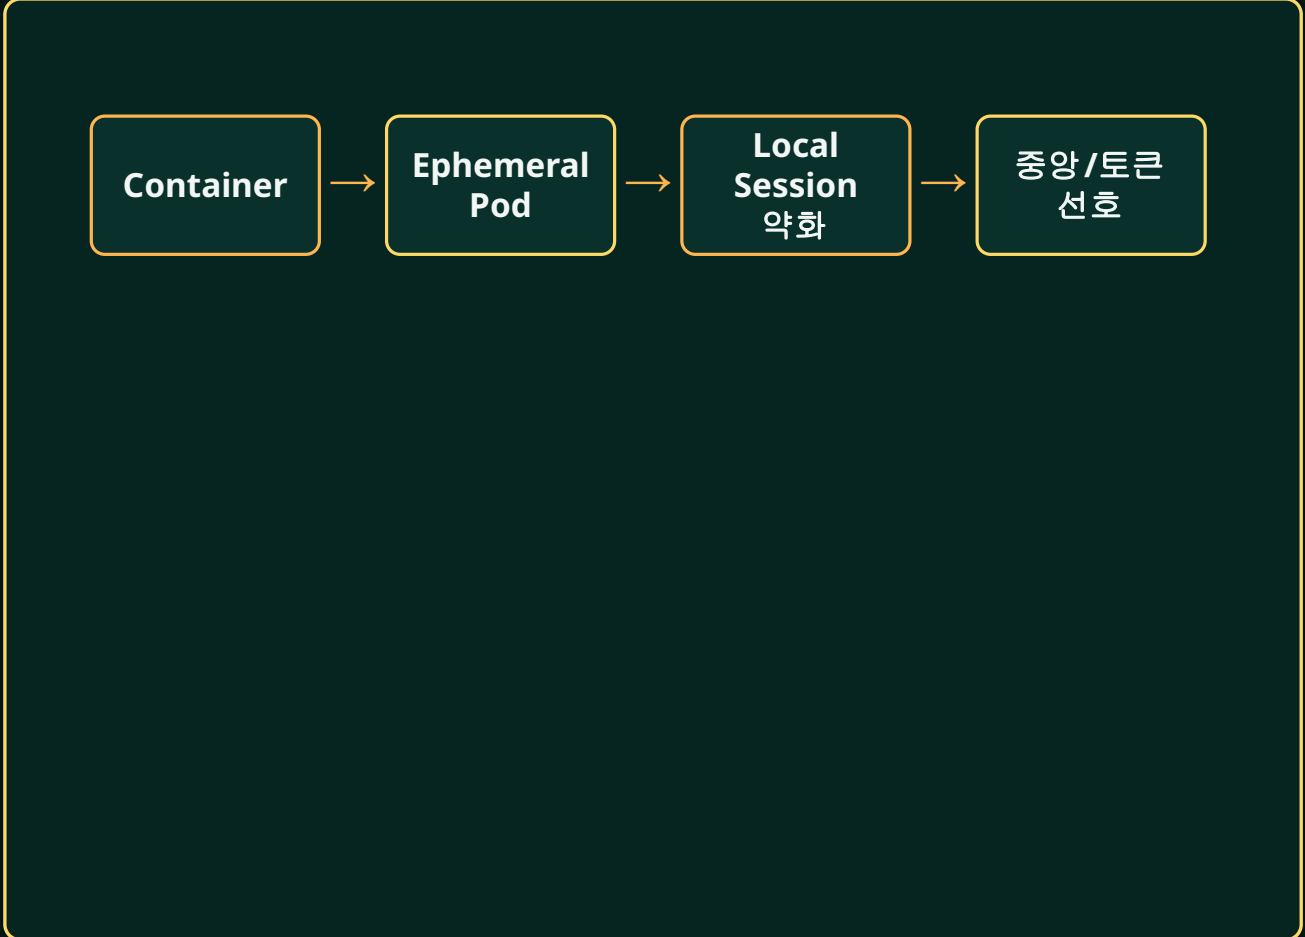 Container
Ephemeral
Pod
Local
Session
약화
중앙/토큰
선호